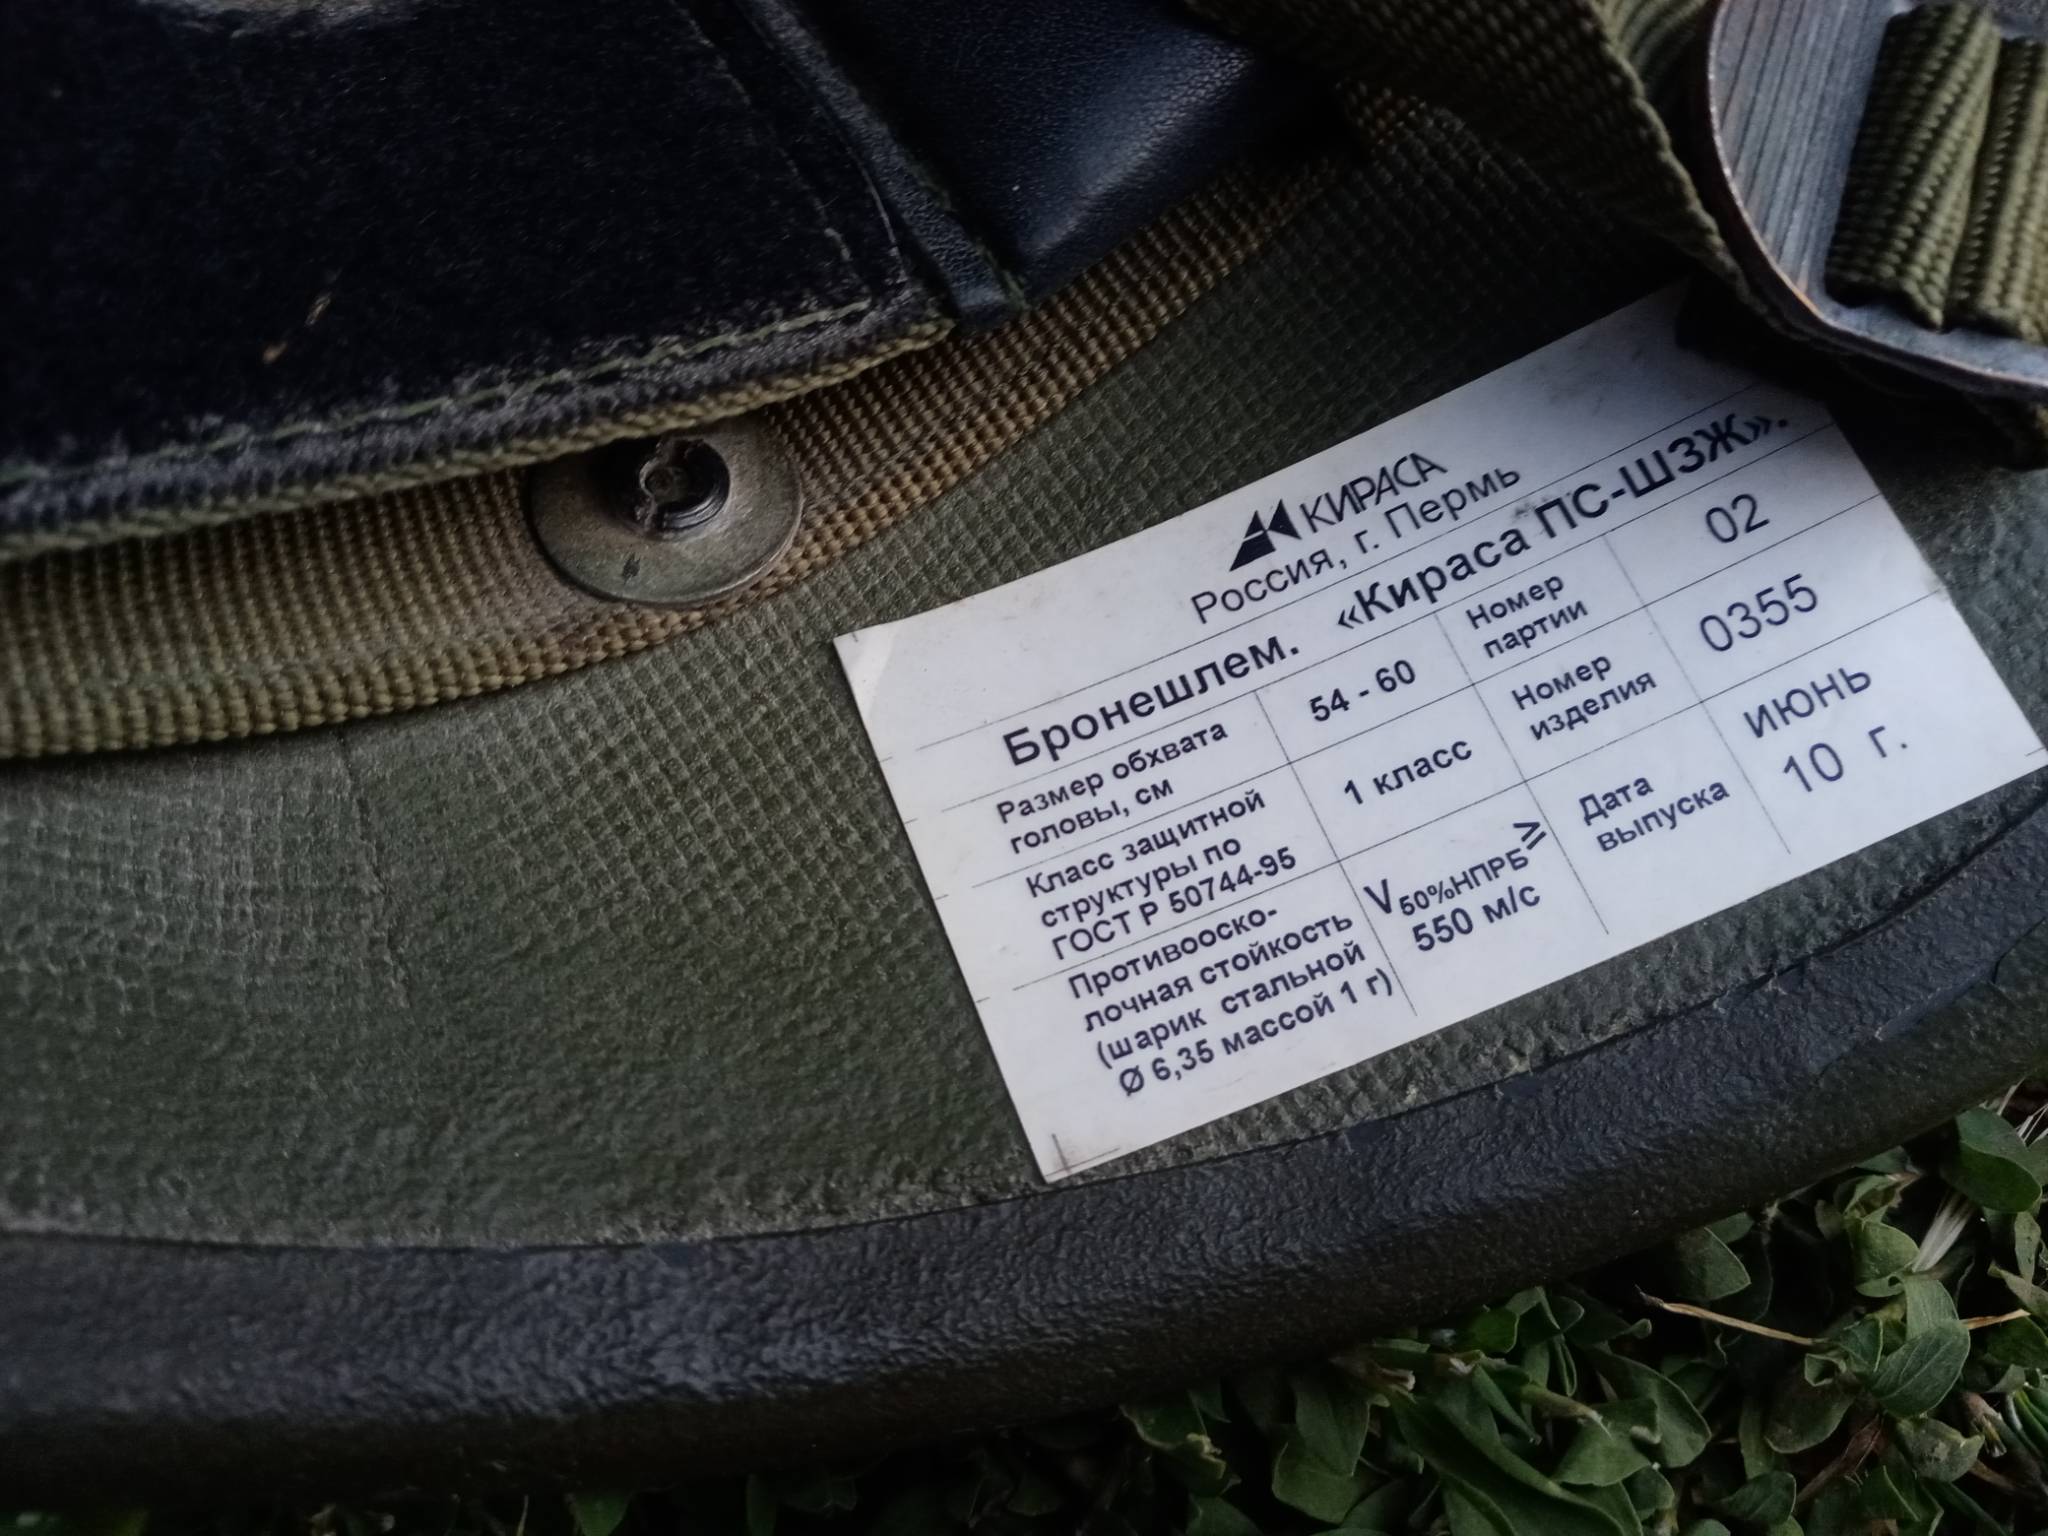 КИРАСА
Россия, г. Пермь
Бронешлем. «Кираса ПС-ШЗЖ».
Размер обхвата
головы, см
54 - 60
Номер
партии
02
Класс защитной
структуры по
ГОСТ Р 50744-95
1 класс
Номер
изделия
0355
Противооско-
лочная стойкость
(шарик стальной
Ø 6,35 массой 1 г)
V50%НПРБ≥
550 м/с
Дата
выпуска
июнь
10 г.